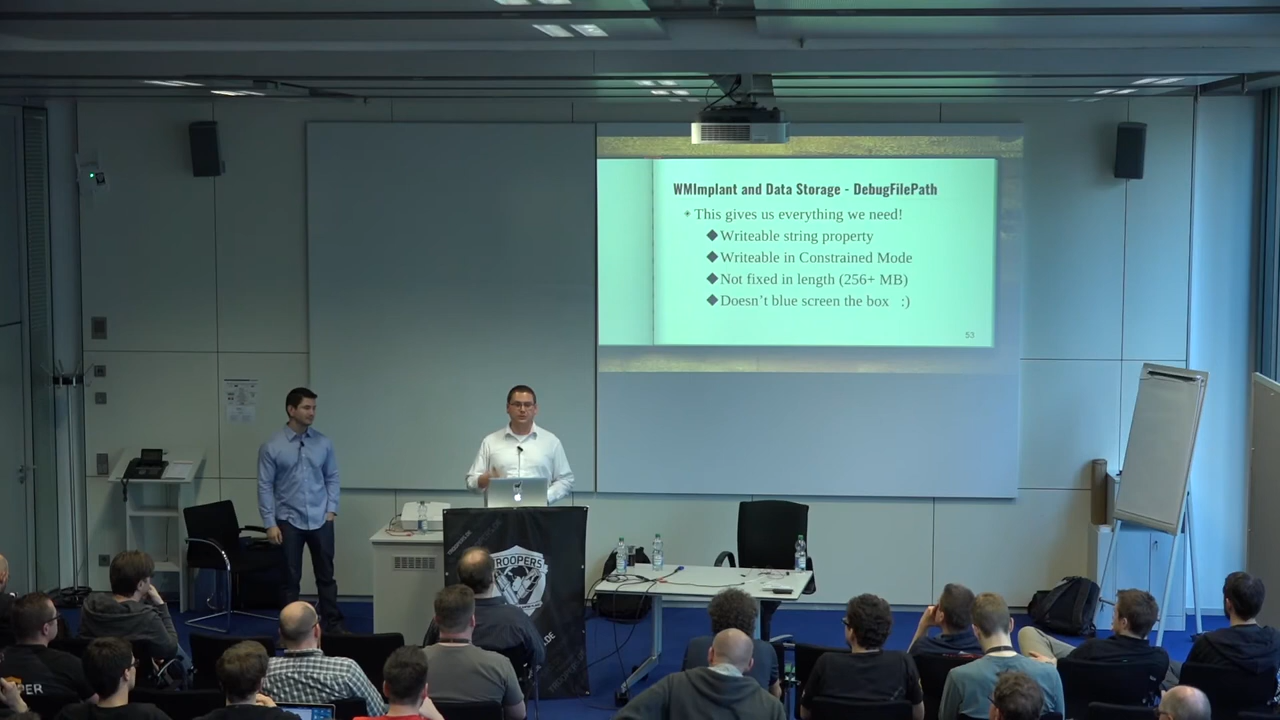 WMImplant and Data Storage - DebugFilePath
* This gives us everything we need!
◆Writeable string property
◆Writeable in Constrained Mode
◆Not fixed in length (256+ MB)
◆Doesn't blue screen the box :)
53
TROOPERS